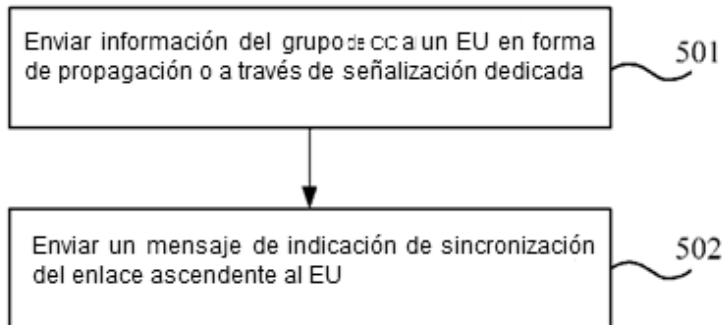 Enviar información del grupo de CC a un EU en forma
de propagación o a través de señalización dedicada
501
Enviar un mensaje de indicación de sincronización
del enlace ascendente al EU
502